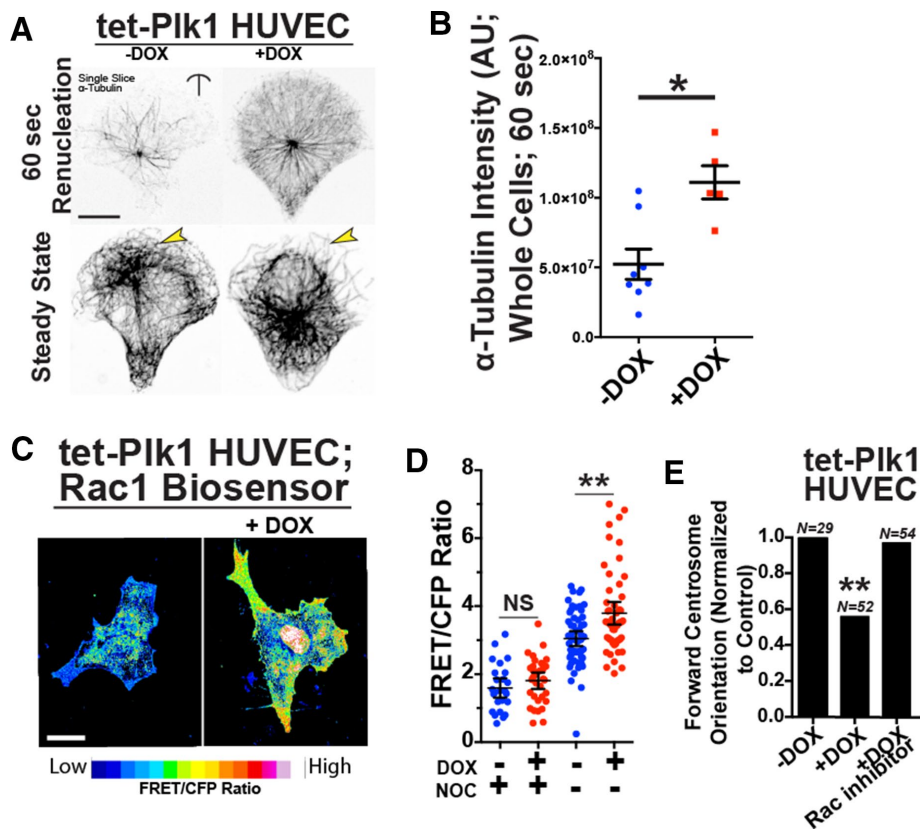 A
tet-Plk1 HUVEC
-DOX +DOX
Single Slice
α-Tubulin
60 sec
Renucleation
Steady State
B
α-Tubulin Intensity (AU;
Whole Cells; 60 sec)
2.0×10⁸
1.5×10⁸
1.0×10⁸
5.0×10⁷
0.0
*
-DOX +DOX
C
tet-Plk1 HUVEC;
Rac1 Biosensor
+ DOX
Low High
FRET/CFP Ratio
D
FRET/CFP Ratio
8
6
4
2
0
NS
**
DOX - + - +
NOC + + - -
E
tet-Plk1
HUVEC
Forward Centrosome
Orientation (Normalized
to Control)
1.0
0.8
0.6
0.4
0.2
0.0
N=29
**
N=52
N=54
-DOX
+DOX
+DOX
Rac inhibitor